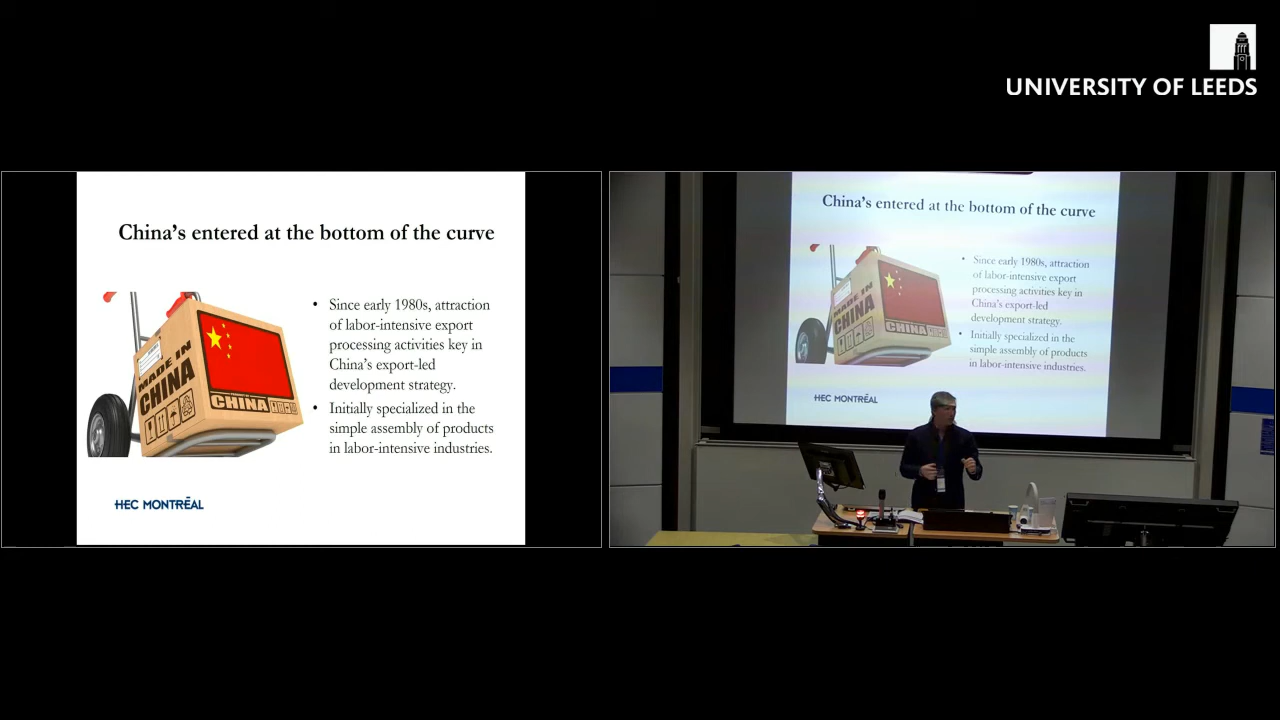 UNIVERSITY OF LEEDS
China's entered at the bottom of the curve
• Since early 1980s, attraction
of labor-intensive export
processing activities key in
China's export-led
development strategy.
• Initially specialized in the
simple assembly of products
in labor-intensive industries.
MADE IN
CHINA
CHINA
HEC MONTRĒAL
China's entered at the bottom of the curve
• Since early 1980s, attraction
of labor-intensive export
processing activities key in
China's export-led
development strategy.
• Initially specialized in the
simple assembly of products
in labor-intensive industries.
MADE IN
CHINA
CHINA
HEC MONTRĒAL